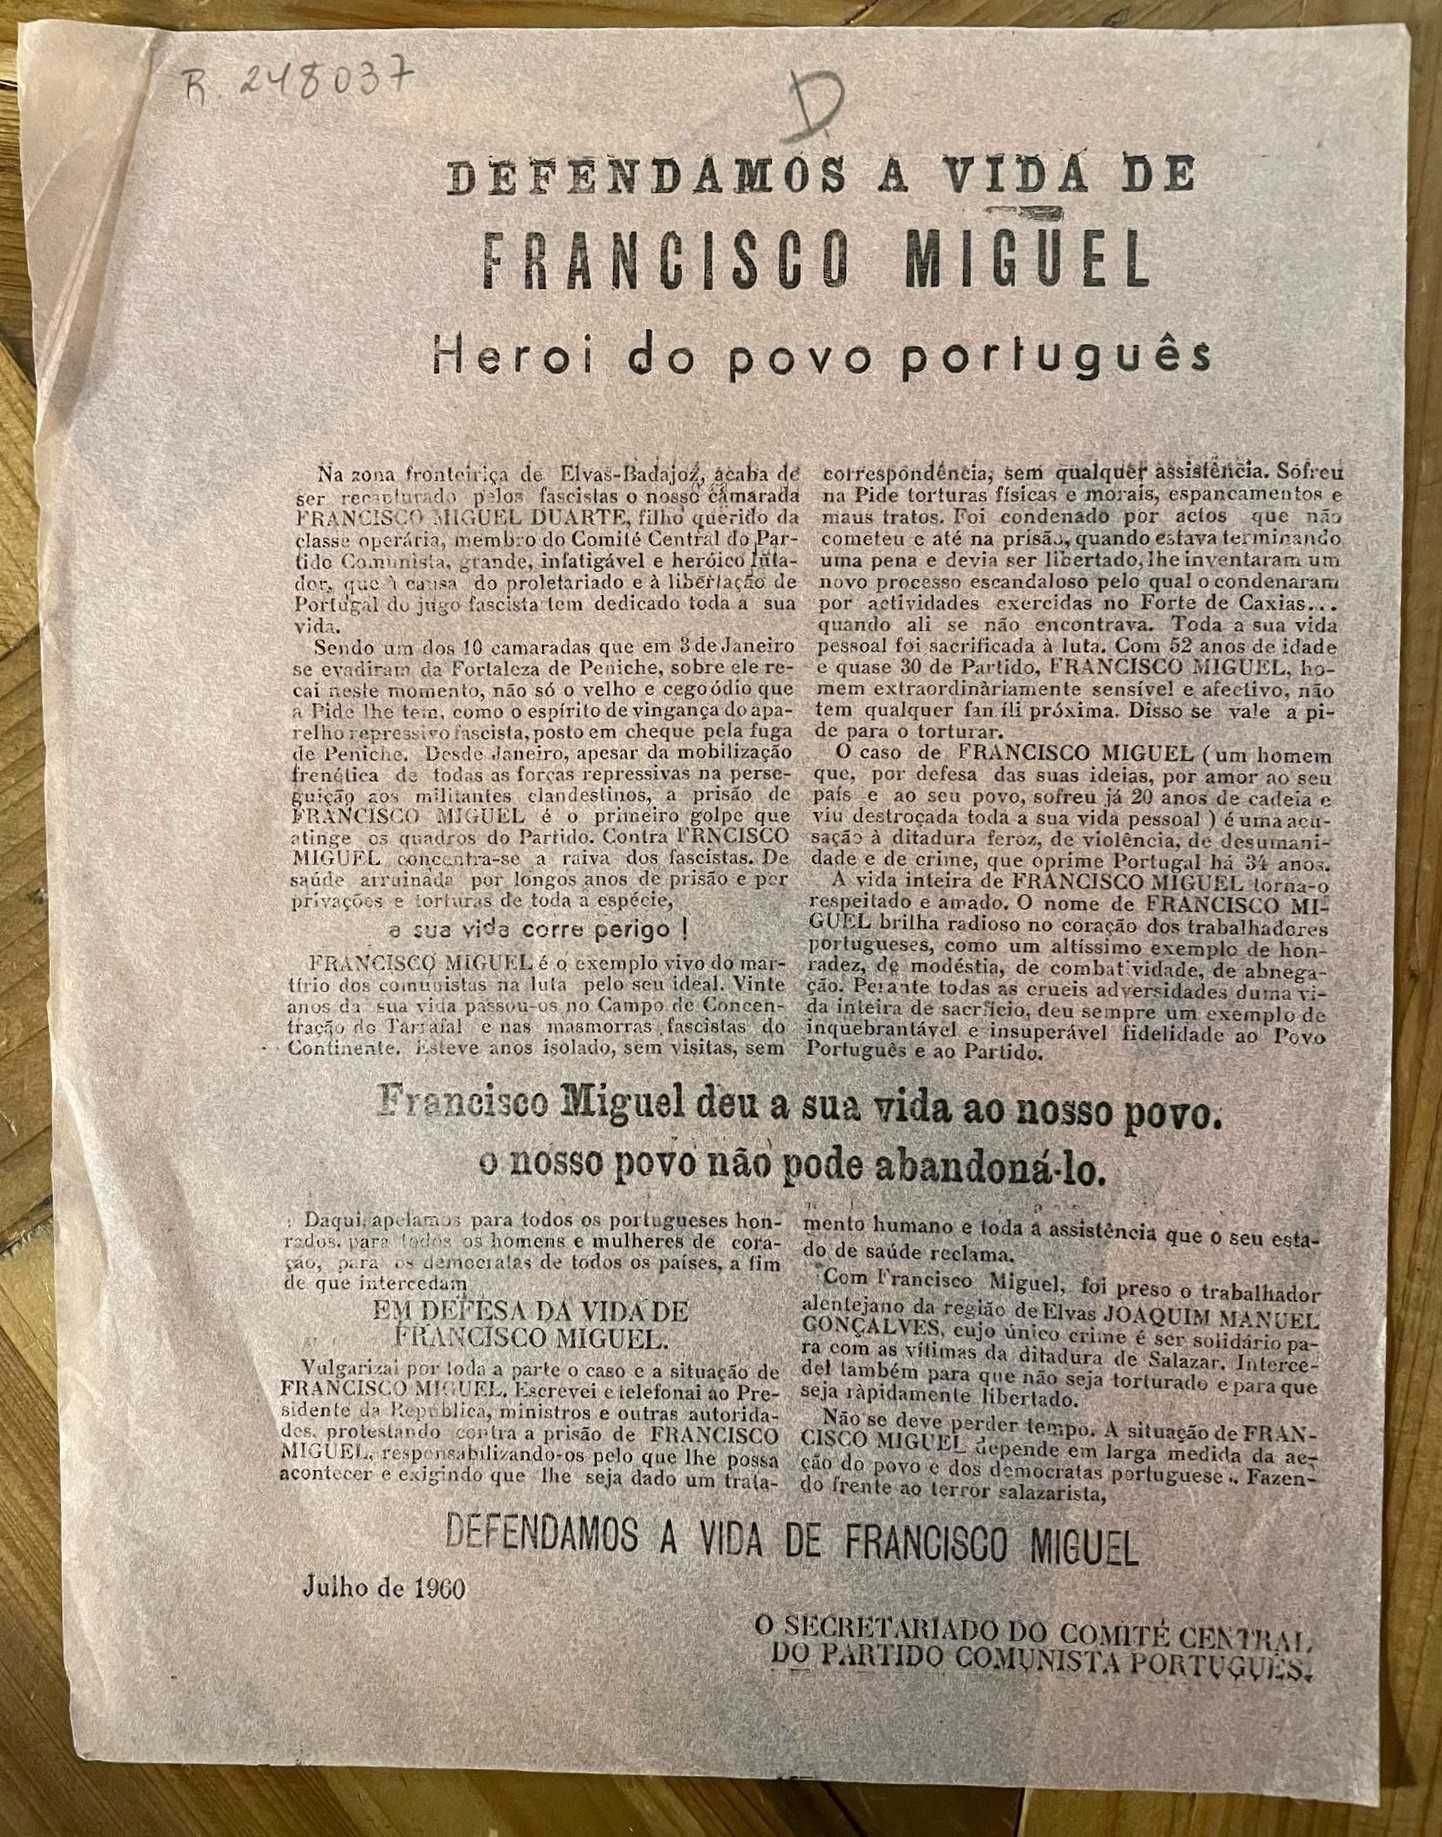 R. 248037
D.
DEFENDAMOS A VIDA DE
FRANCISCO MIGUEL
Heroi do povo português
Na zona fronteiriça de Elvas-Badajoz, acaba de
ser recapturado pelos fascistas o nosso camarada
FRANCISCO MIGUEL DUARTE, filho querido da
classe operária, membro do Comité Central do Par-
tido Comunista, grande, infatigável e heróico luta-
dor, que à causa do proletariado e à libertação de
Portugal do jugo fascista tem dedicado toda a sua
vida.
Sendo um dos 10 camaradas que em 3 de Janeiro
se evadiram da Fortaleza de Peniche, sobre ele re-
cai neste momento, não só o velho e cego ódio que
a Pide lhe tem, como o espírito de vingança do apa-
relho repressivo fascista, posto em cheque pela fuga
de Peniche. Desde Janeiro, apesar da mobilização
frenética de todas as forças repressivas na perse-
guição aos militantes clandestinos, a prisão de
FRANCISCO MIGUEL é o primeiro golpe que
atinge os quadros do Partido. Contra FRNCISCO
MIGUEL concentra-se a raiva dos fascistas. De
saúde arruinada por longos anos de prisão e por
privações e torturas de toda a espécie,
a sua vida corre perigo !
FRANCISCO MIGUEL é o exemplo vivo do mar-
tírio dos comunistas na luta pelo seu ideal. Vinte
anos da sua vida passou-os no Campo de Concen-
tração do Tarrafal e nas masmorras fascistas do
Continente. Esteve anos isolado, sem visitas, sem
correspondência, sem qualquer assistência. Sofreu
na Pide torturas físicas e morais, espancamentos e
maus tratos. Foi condenado por actos que não
cometeu e até na prisão, quando estava terminando
uma pena e devia ser libertado, lhe inventaram um
novo processo escandaloso pelo qual o condenaram
por actividades exercidas no Forte de Caxias...
quando ali se não encontrava. Toda a sua vida
pessoal foi sacrificada à luta. Com 52 anos de idade
e quase 30 de Partido, FRANCISCO MIGUEL, ho-
mem extraordinàriamente sensível e afectivo, não
tem qualquer fan íli próxima. Disso se vale a pi-
de para o torturar.
O caso de FRANCISCO MIGUEL ( um homem
que, por defesa das suas ideias, por amor ao seu
país e ao seu povo, sofreu já 20 anos de cadeia e
viu destroçada toda a sua vida pessoal ) é uma acu-
sação à ditadura feroz, de violência, de desumani-
dade e de crime, que oprime Portugal há 34 anos.
A vida inteira de FRANCISCO MIGUEL torna-o
respeitado e amado. O nome de FRANCISCO MI-
GUEL brilha radioso no coração dos trabalhadores
portugueses, como um altíssimo exemplo de hon-
radez, de modéstia, de combatividade, de abnega-
ção. Perante todas as crueis adversidades duma vi-
da inteira de sacrfício, deu sempre um exemplo de
inquebrantável e insuperável fidelidade ao Povo
Português e ao Partido.
Francisco Miguel deu a sua vida ao nosso povo.
o nosso povo não pode abandoná-lo.
Daqui, apelamos para todos os portugueses hon-
rados, para todos os homens e mulheres de cora-
ção, para os democratas de todos os países, a fim
de que intercedam
EM DEFESA DA VIDA DE
FRANCISCO MIGUEL.
Vulgarizai por toda a parte o caso e a situação de
FRANCISCO MIGUEL. Escrevei e telefonai ao Pre-
sidente da República, ministros e outras autorida-
des, protestando contra a prisão de FRANCISCO
MIGUEL, responsabilizando-os pelo que lhe possa
acontecer e exigindo que lhe seja dado um trata-
mento humano e toda a assistência que o seu esta-
do de saúde reclama.
Com Francisco Miguel, foi preso o trabalhador
alentejano da região de Elvas JOAQUIM MANUEL
GONÇALVES, cujo único crime é ser solidário pa-
ra com as vítimas da ditadura de Salazar. Interce-
dei também para que não seja torturado e para que
seja ràpidamente libertado.
Não se deve perder tempo. A situação de FRAN-
CISCO MIGUEL depende em larga medida da ac-
ção do povo e dos democratas portuguese.. Fazen-
do frente ao terror salazarista,
DEFENDAMOS A VIDA DE FRANCISCO MIGUEL
Julho de 1960
O SECRETARIADO DO COMITÉ CENTRAL
DO PARTIDO COMUNISTA PORTUGUÊS.